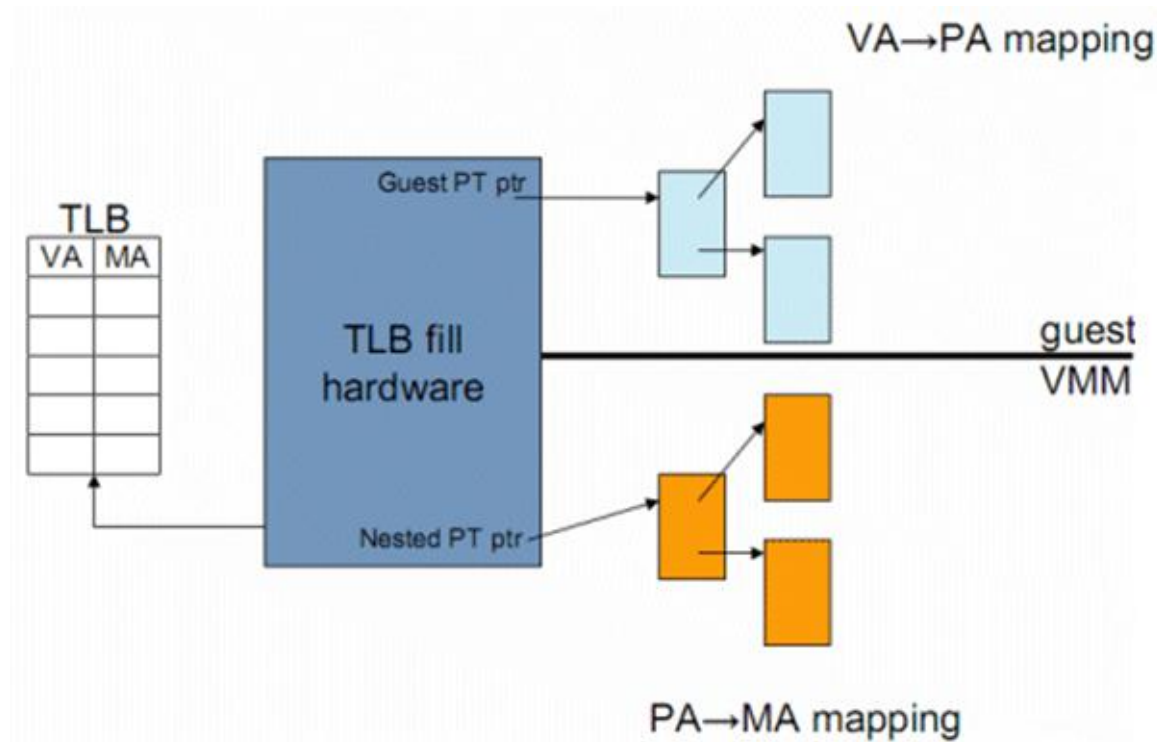 VA→PA mapping
Guest PT ptr
TLB
VA MA
TLB fill
hardware
guest
VMM
Nested PT ptr
PA→MA mapping